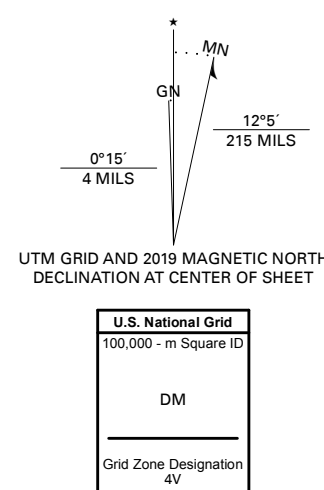 ★
MN
GN
12°5´
215 MILS
0°15´
4 MILS
UTM GRID AND 2019 MAGNETIC NORTH
DECLINATION AT CENTER OF SHEET
U.S. National Grid
100,000 - m Square ID
DM
Grid Zone Designation
4V